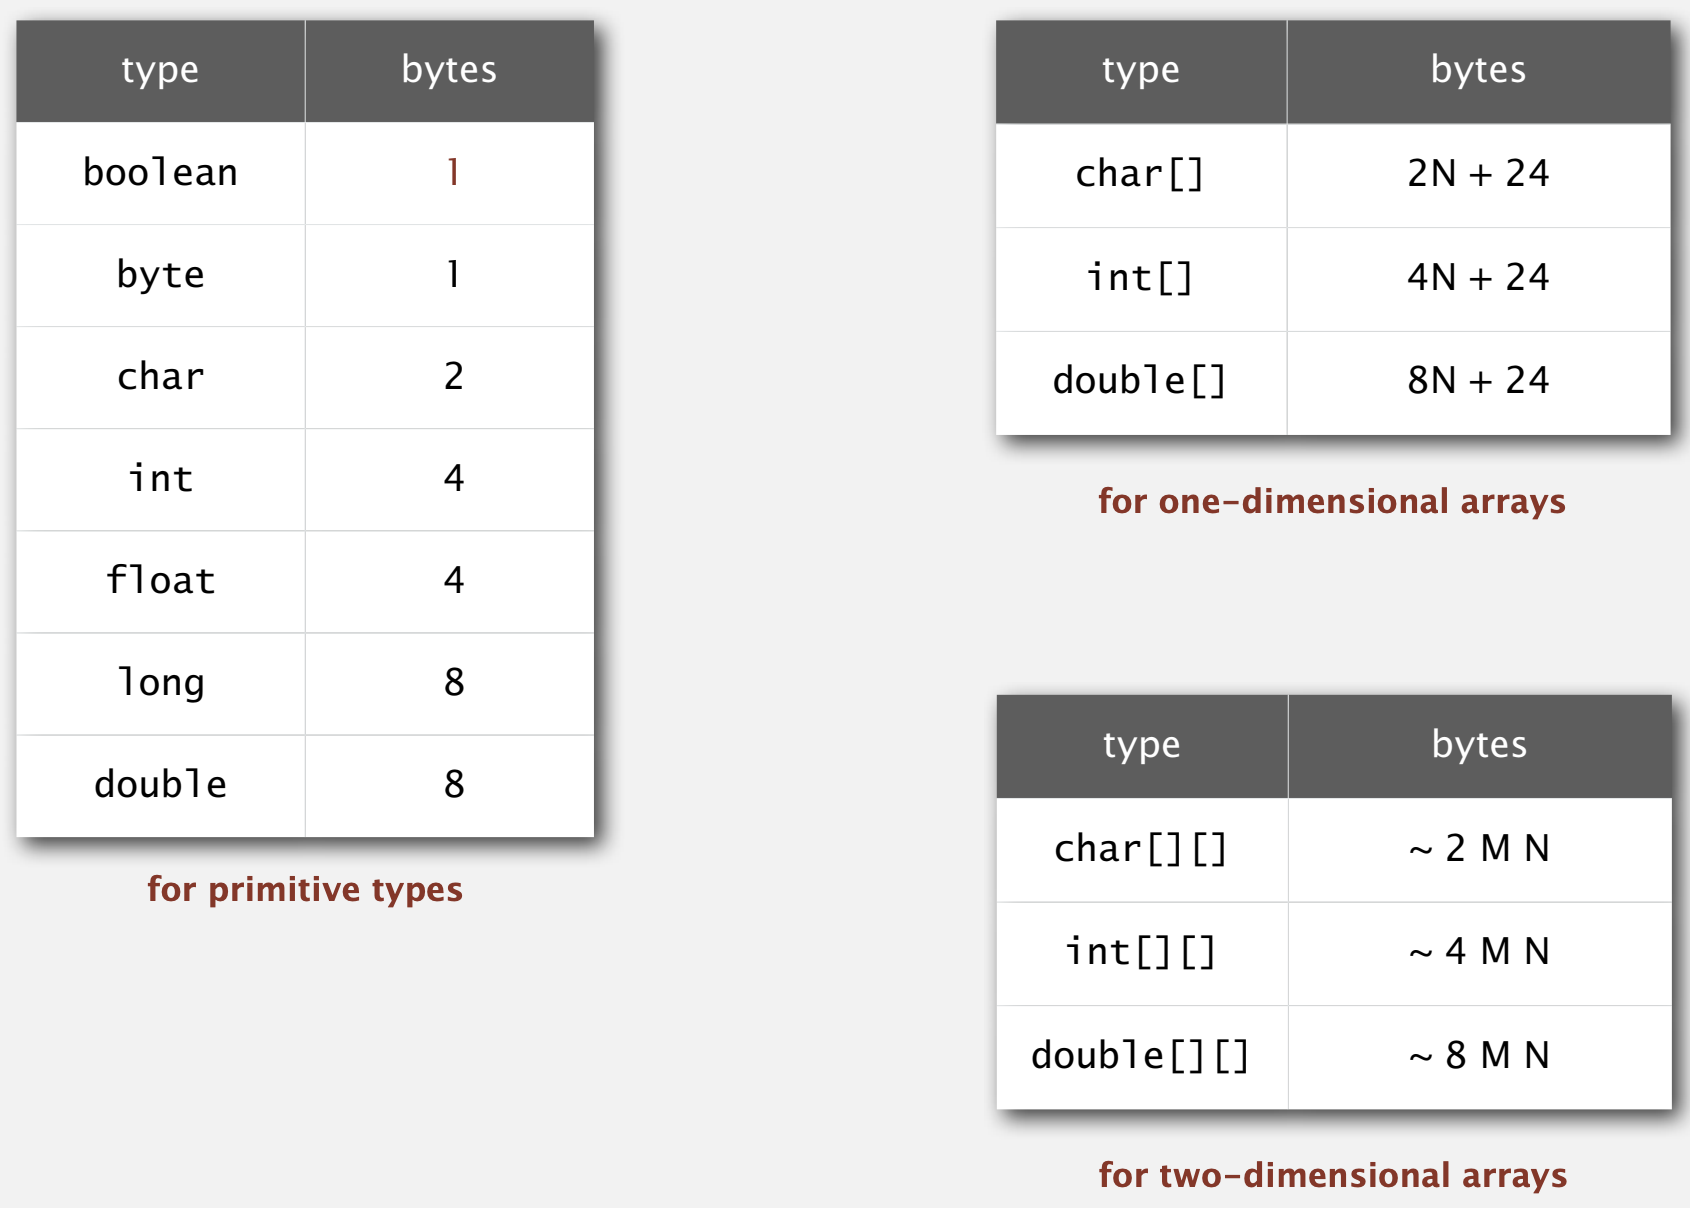 type bytes
boolean 1
byte 1
char 2
int 4
float 4
long 8
double 8
for primitive types
type bytes
char[] 2N + 24
int[] 4N + 24
double[] 8N + 24
for one-dimensional arrays
type bytes
char[][] ~ 2 M N
int[][] ~ 4 M N
double[][] ~ 8 M N
for two-dimensional arrays